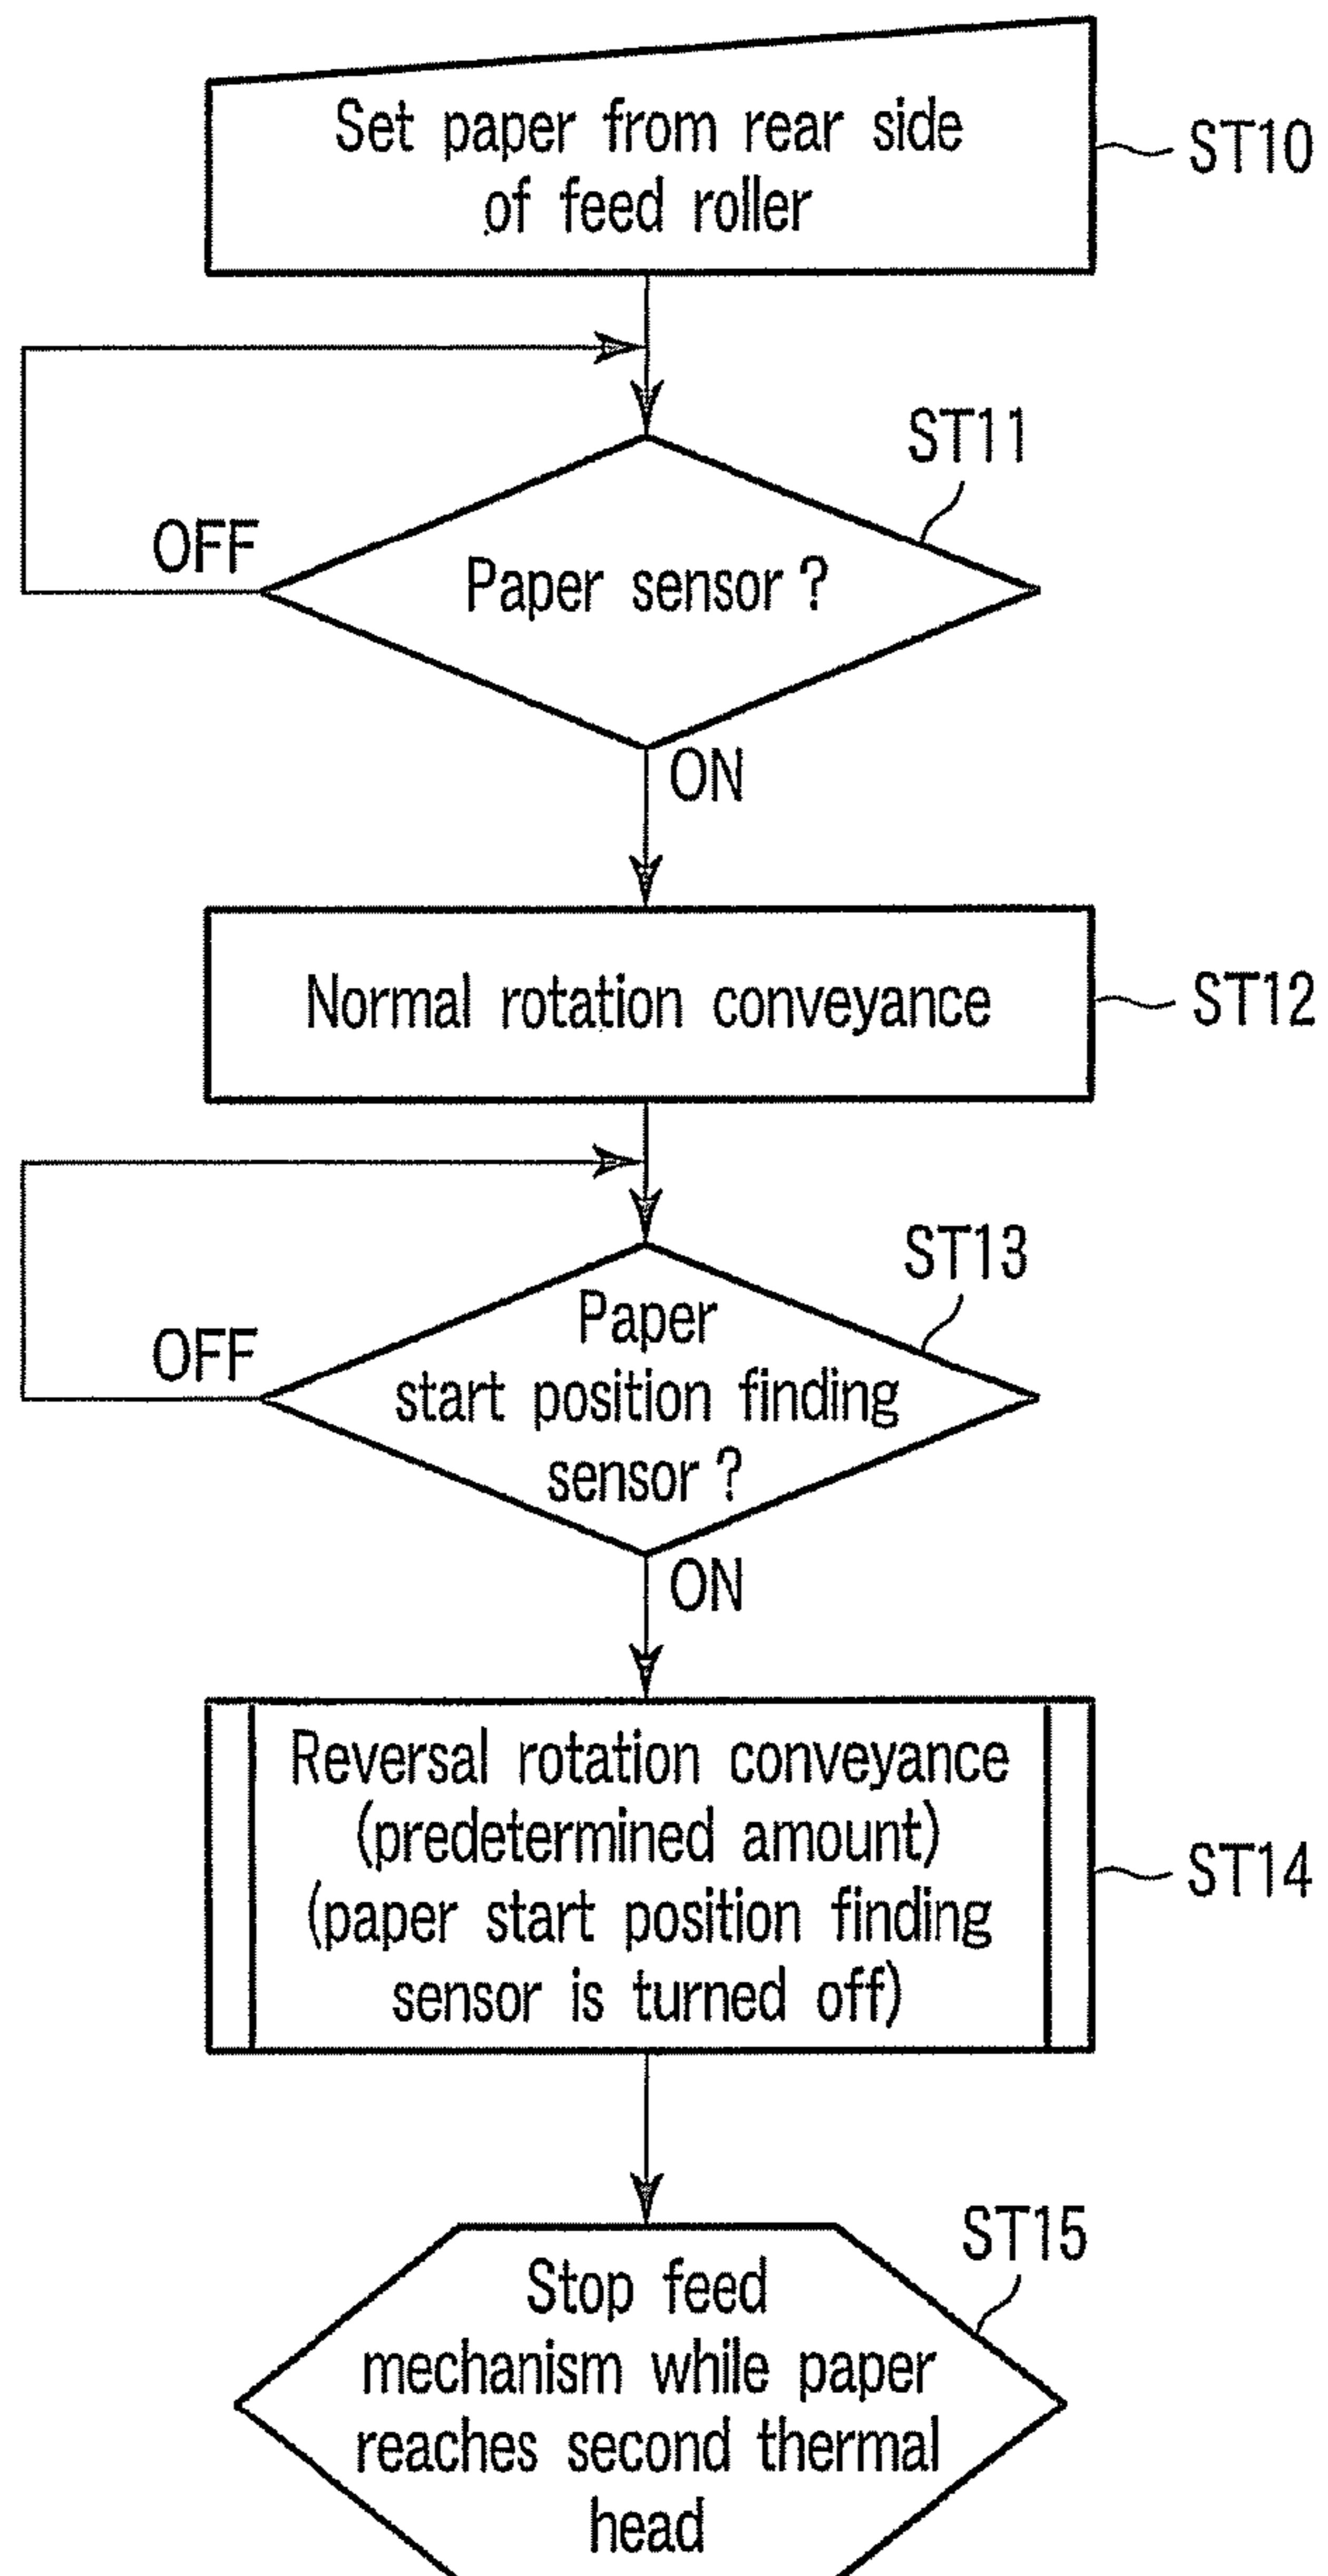 Set paper from rear side
of feed roller
ST10
ST11
OFF
Paper sensor ?
ON
Normal rotation conveyance
ST12
ST13
OFF
Paper
start position finding
sensor ?
ON
Reversal rotation conveyance
(predetermined amount)
(paper start position finding
sensor is turned off)
ST14
ST15
Stop feed
mechanism while paper
reaches second thermal
head